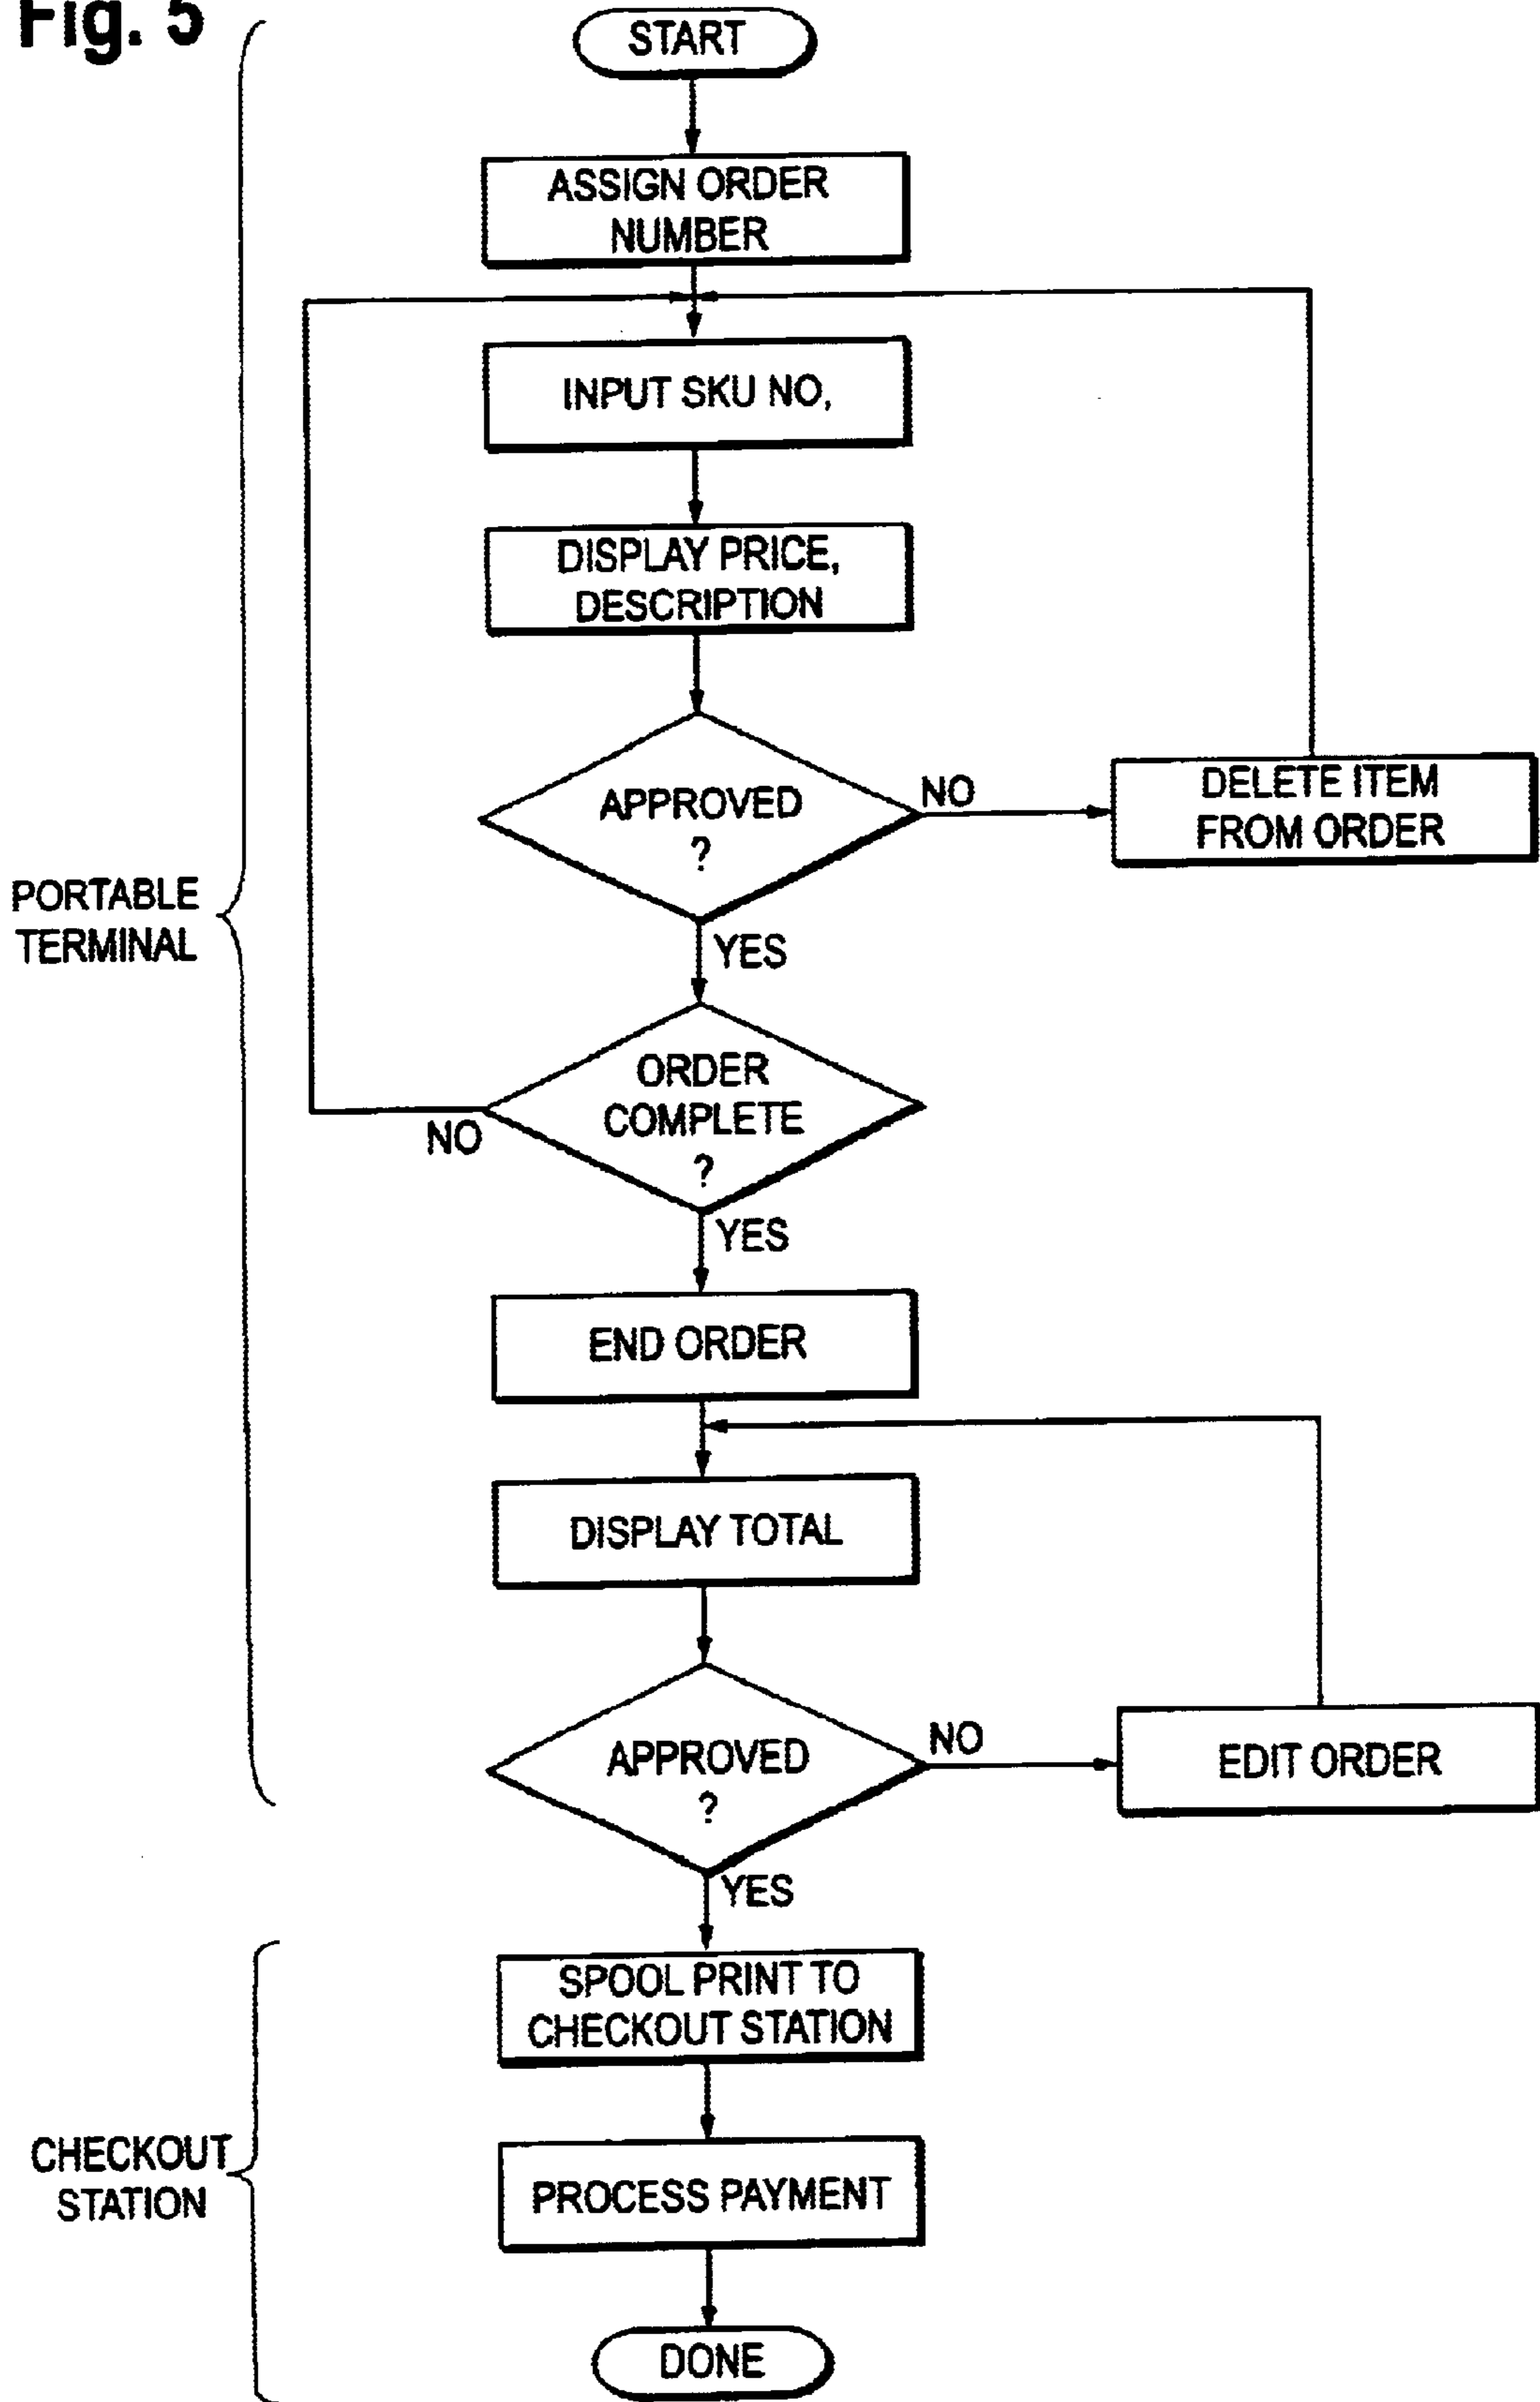 Fig. 5
START
ASSIGN ORDER
NUMBER
INPUT SKU NO,
DISPLAY PRICE,
DESCRIPTION
APPROVED
?
NO
DELETE ITEM
FROM ORDER
YES
PORTABLE
TERMINAL
ORDER
COMPLETE
?
NO
YES
END ORDER
DISPLAY TOTAL
APPROVED
?
NO
EDIT ORDER
YES
SPOOL PRINT TO
CHECKOUT STATION
CHECKOUT
STATION
PROCESS PAYMENT
DONE